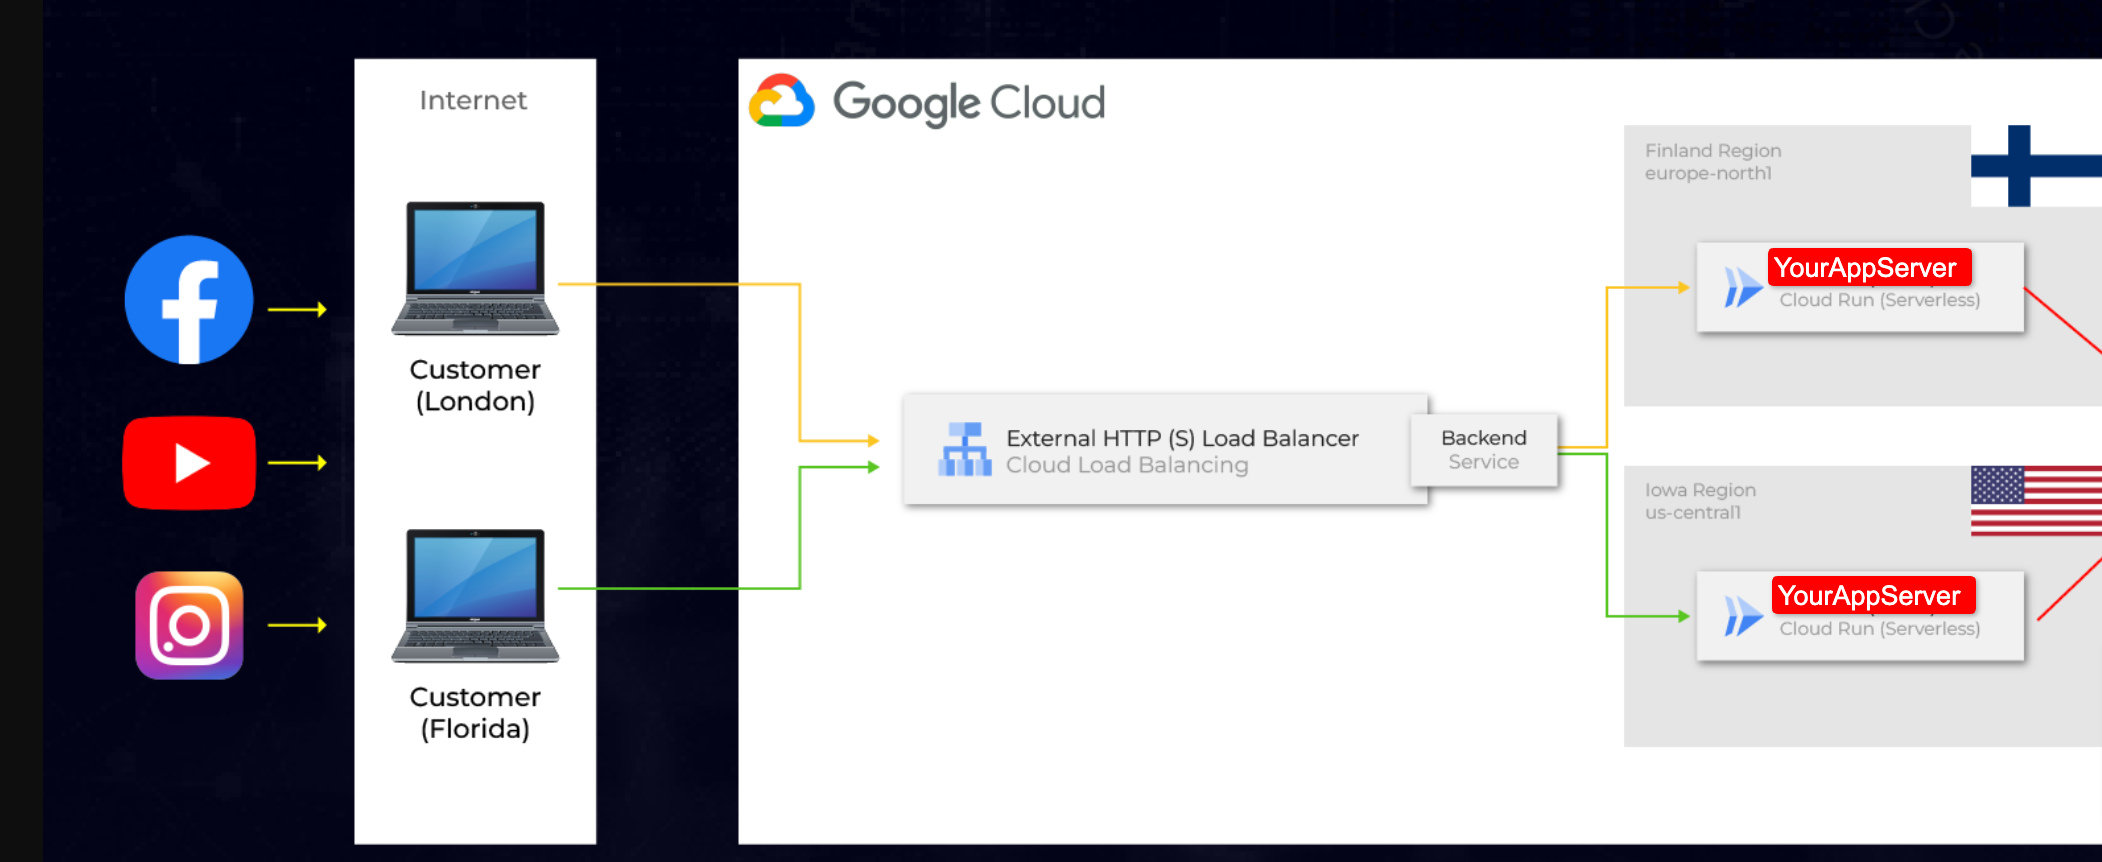 Internet
Customer
(London)
Customer
(Florida)
Google Cloud
External HTTP (S) Load Balancer
Cloud Load Balancing
Backend
Service
Finland Region
europe-north1
YourAppServer
Cloud Run (Serverless)
Iowa Region
us-central1
YourAppServer
Cloud Run (Serverless)